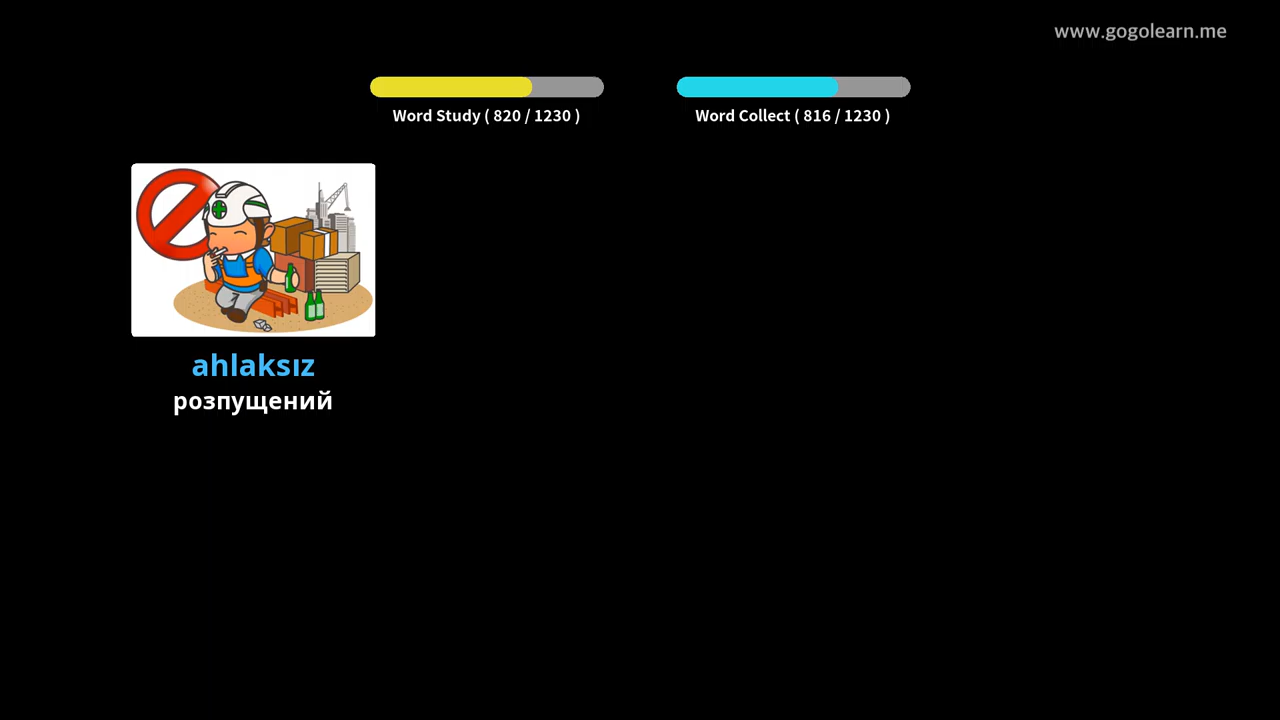 www.gogolearn.me
Word Study ( 820 / 1230 )
Word Collect ( 816 / 1230 )
ahlaksız
розпущений